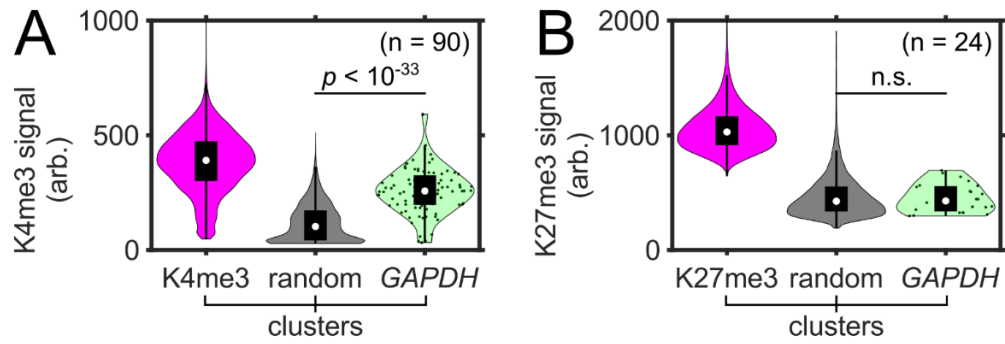 A
K4me3 signal
(arb.)
1000
500
0
(n = 90)
p < 10⁻³³
K4me3 random GAPDH
clusters
B
K27me3 signal
(arb.)
2000
1000
0
(n = 24)
n.s.
K27me3 random GAPDH
clusters